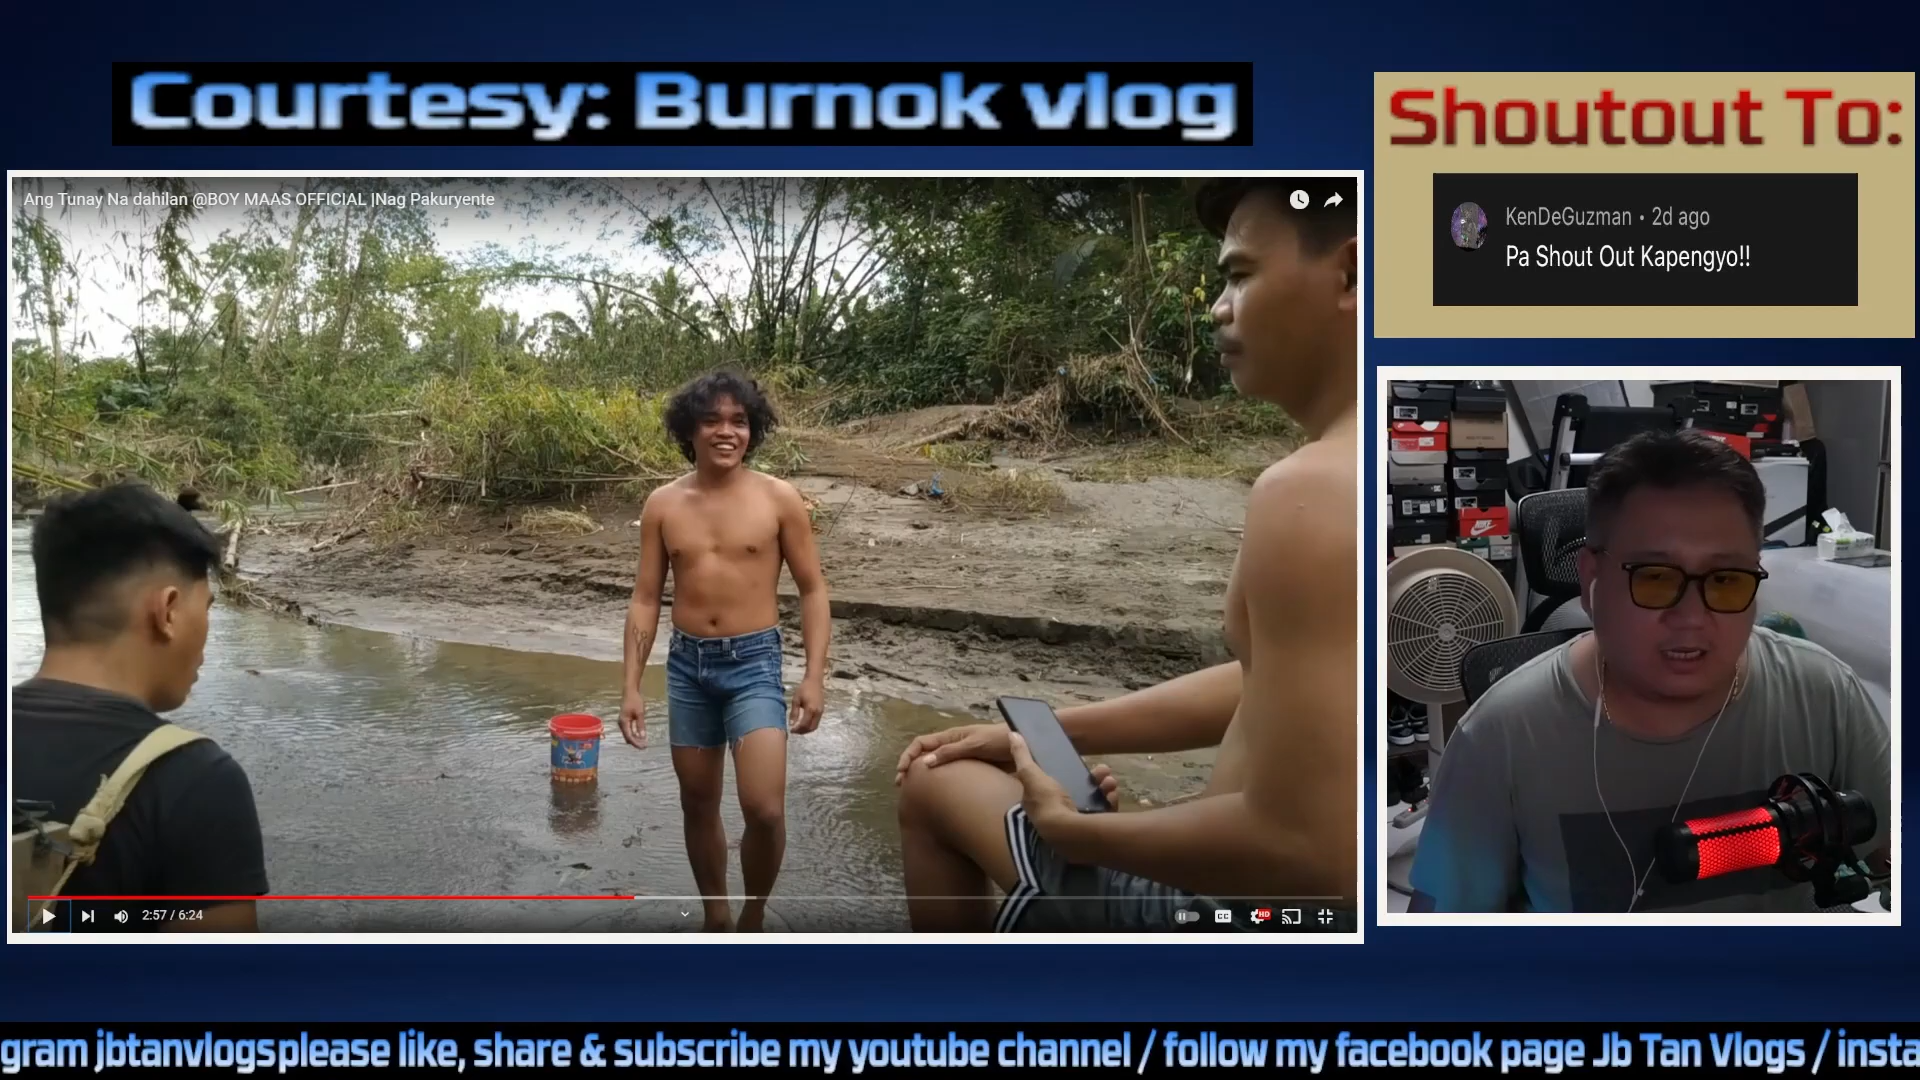 Courtesy: Burnok vlog
Shoutout To:
KenDeGuzman • 2d ago
Pa Shout Out Kapengyo!!
Ang Tunay Na dahilan @BOY MAAS OFFICIAL |Nag Pakuryente
2:57 / 6:24
CC
HD
gram jbtanvlogsplease like, share & subscribe my youtube channel / follow my facebook page Jb Tan Vlogs / insta